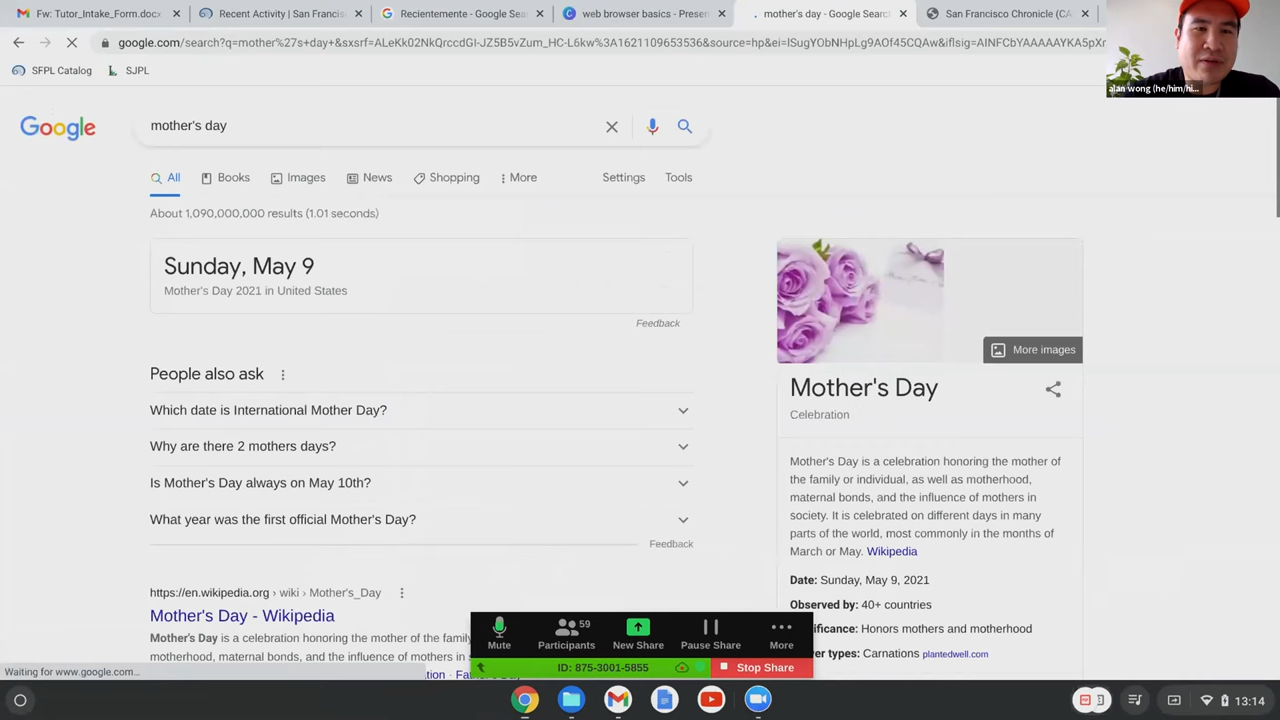 Fw: Tutor_Intake_Form.docx
Recent Activity | San Francisc
Recientemente - Google Se
web browser basics - Presen
mother's day - Google Search
San Francisco Chronicle (CA
google.com/search?q=mother%27s+day+&sxsrf=ALeKk02NkQrccdGI-JZ5B5vZum_HC-L6kw%3A1621109653536&source=hp&ei=lSugYObNHpLg9AOf45CQAw&iflsig=AINFCbYAAAAAYKA5pXr
SFPL Catalog
SJPL
alan wong (he/him/hi...
Google
mother's day
All Books Images News Shopping More Settings Tools
About 1,090,000,000 results (1.01 seconds)
Sunday, May 9
Mother's Day 2021 in United States
Feedback
People also ask
Which date is International Mother Day?
Why are there 2 mothers days?
Is Mother's Day always on May 10th?
What year was the first official Mother's Day?
Feedback
https://en.wikipedia.org › wiki › Mother's_Day
Mother's Day - Wikipedia
Mother's Day is a celebration honoring the mother of the fam
motherhood, maternal bonds, and the influence of mothers in s
More images
Mother's Day
Celebration
Mother's Day is a celebration honoring the mother of
the family or individual, as well as motherhood,
maternal bonds, and the influence of mothers in
society. It is celebrated on different days in many
parts of the world, most commonly in the months of
March or May. Wikipedia
Date: Sunday, May 9, 2021
Observed by: 40+ countries
ificance: Honors mothers and motherhood
er types: Carnations plantedwell.com
Mute
Participants 59
New Share
Pause Share
More
ID: 875-3001-5855
Stop Share
Waiting for www.google.com...
13:14